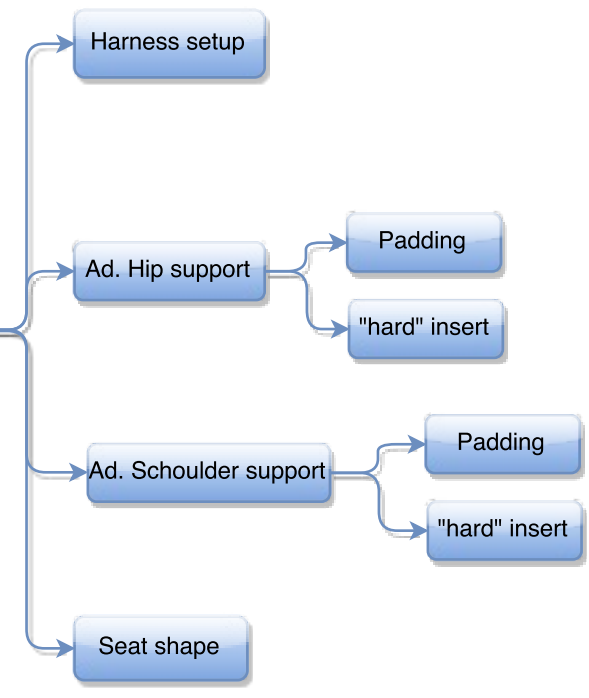 Harness setup
Ad. Hip support
Padding
"hard" insert
Ad. Schoulder support
Padding
"hard" insert
Seat shape